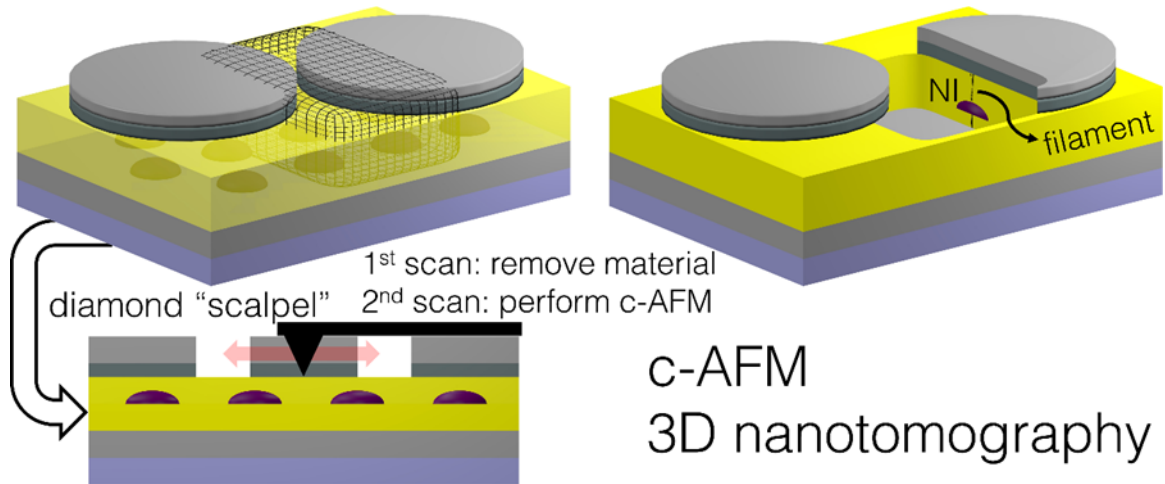 NI
filament
1st scan: remove material
diamond “scalpel”
2nd scan: perform c-AFM
c-AFM
3D nanotomography